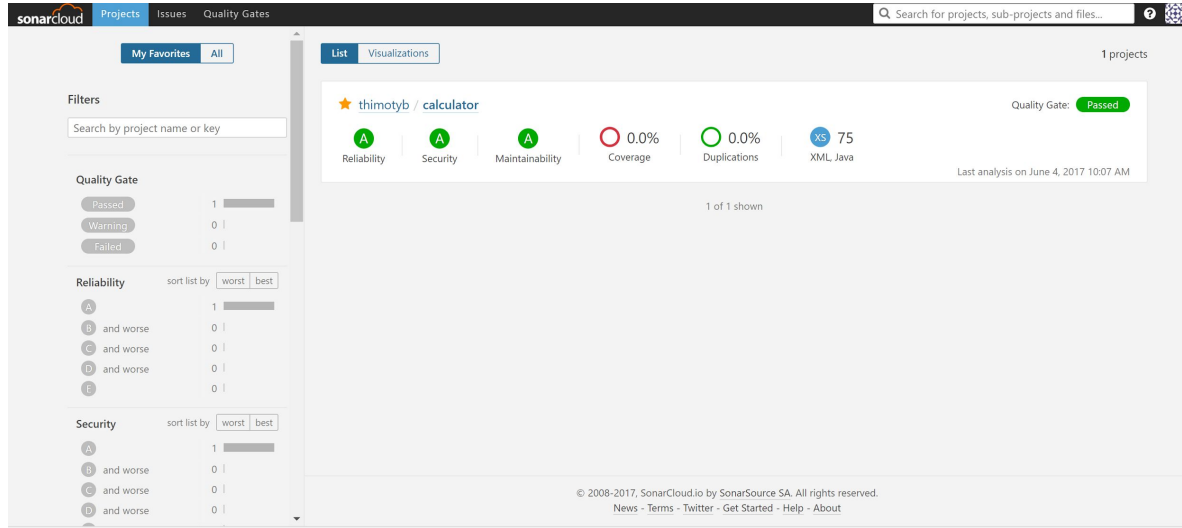 sonarcloud Projects Issues Quality Gates Search for projects, sub-projects and files... ?
My Favorites All
Filters
Search by project name or key
Quality Gate
Passed 1
Warning 0
Failed 0
Reliability sort list by worst best
A 1
B and worse 0
C and worse 0
D and worse 0
E 0
Security sort list by worst best
A 1
B and worse 0
C and worse 0
D and worse 0
List Visualizations 1 projects
thimotyb / calculator Quality Gate: Passed
A A A 0.0% 0.0% XS 75
Reliability Security Maintainability Coverage Duplications XML, Java
Last analysis on June 4, 2017 10:07 AM
1 of 1 shown
© 2008-2017, SonarCloud.io by SonarSource SA. All rights reserved.
News - Terms - Twitter - Get Started - Help - About